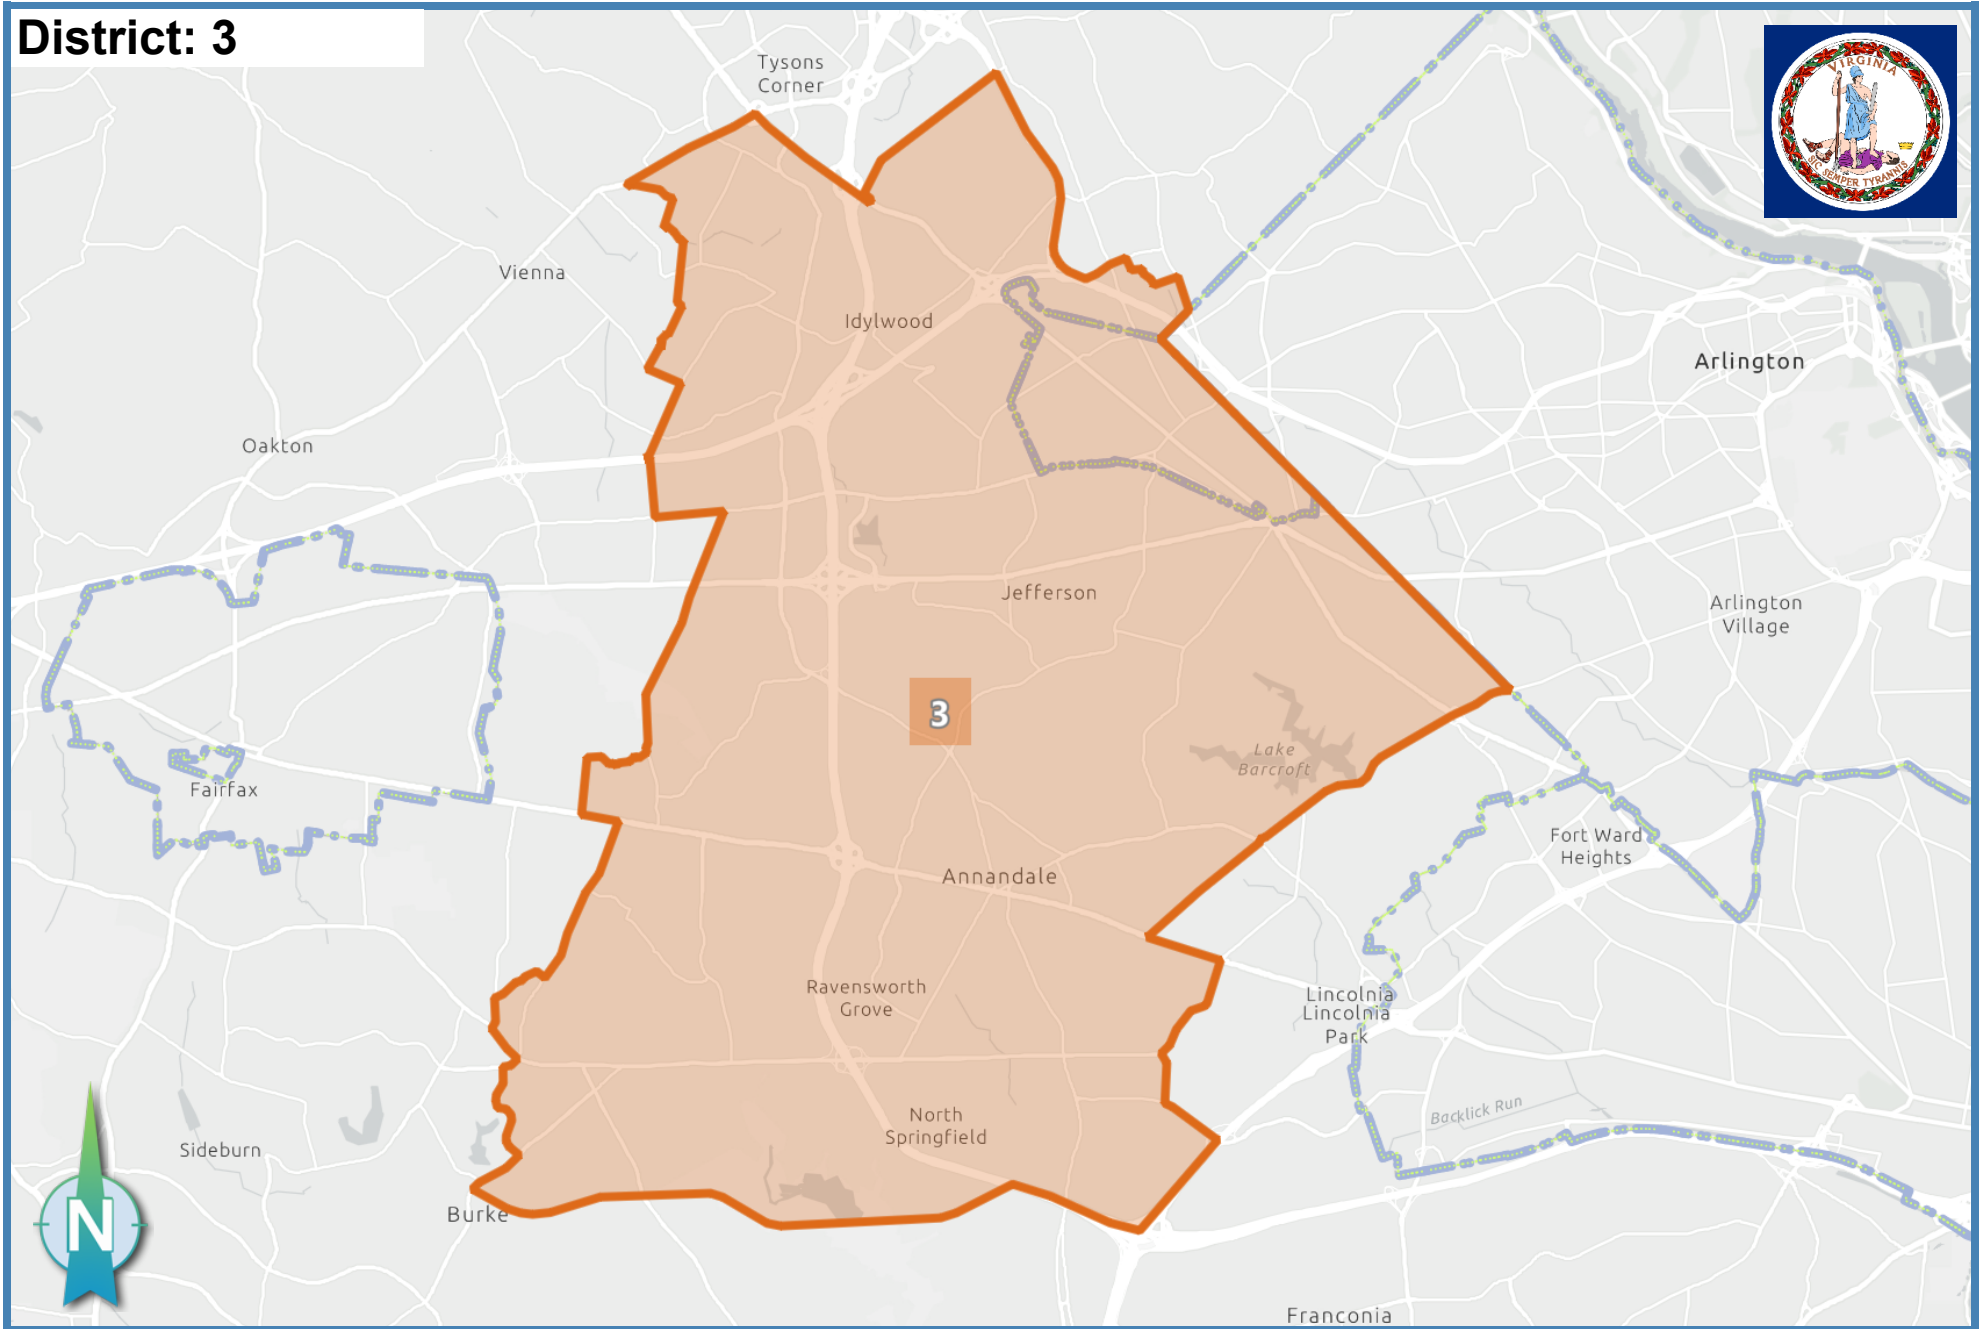 District: 3
VIRGINIA
SIC SEMPER TYRANNIS
Tysons
Corner
Vienna
Idylwood
Arlington
Oakton
Jefferson
Arlington
Village
3
Lake
Barcroft
Fairfax
Fort Ward
Heights
Annandale
Ravensworth
Grove
Lincolnia
Lincolnia
Park
North
Springfield
Backlick Run
Sideburn
Burke
N
Franconia